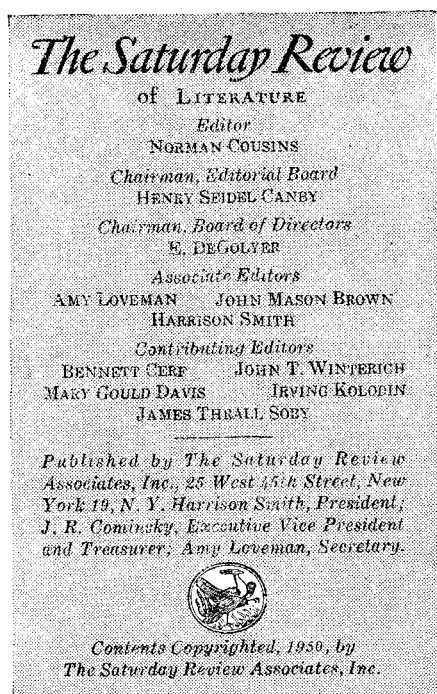 The Saturday Review
of LITERATURE
Editor
NORMAN COUSINS
Chairman, Editorial Board
HENRY SEIDEL CANBY
Chairman, Board of Directors
E. DEGOLYER
Associate Editors
AMY LOVEMAN JOHN MASON BROWN
HARRISON SMITH
Contributing Editors
BENNETT CERF JOHN T. WINTERICH
MARY GOULD DAVIS IRVING KOLODIN
JAMES THRALL SOBY
Published by The Saturday Review
Associates, Inc., 25 West 45th Street, New
York 19, N. Y. Harrison Smith, President;
J. R. Cominsky, Executive Vice President
and Treasurer; Amy Loveman, Secretary.
Contents Copyrighted, 1950, by
The Saturday Review Associates, Inc.